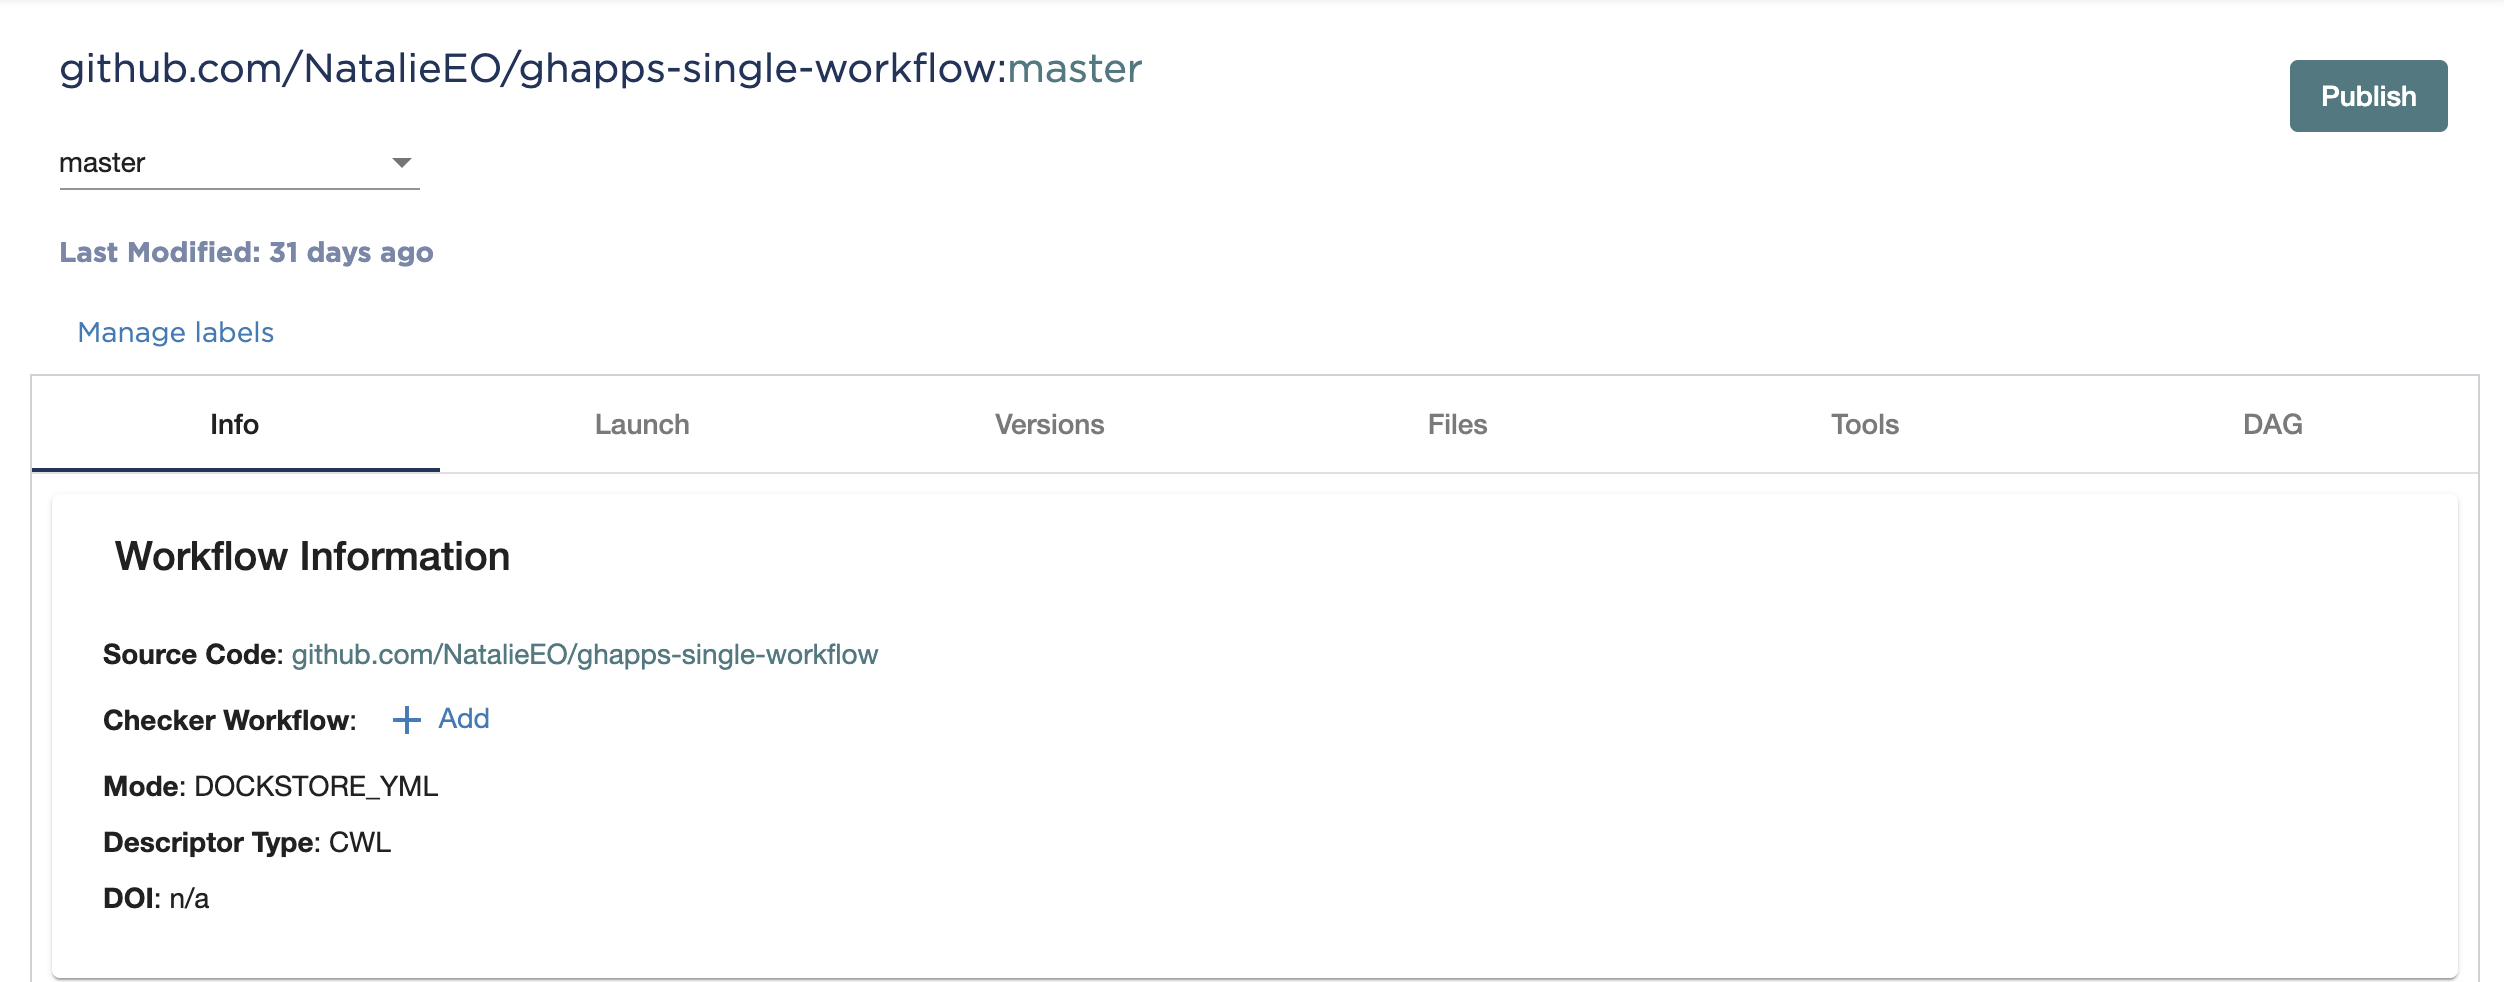 github.com/NatalieEO/ghapps-single-workflow:master
Publish
master
Last Modified: 31 days ago
Manage labels
Info Launch Versions Files Tools DAG
Workflow Information
Source Code: github.com/NatalieEO/ghapps-single-workflow
Checker Workflow: + Add
Mode: DOCKSTORE_YML
Descriptor Type: CWL
DOI: n/a